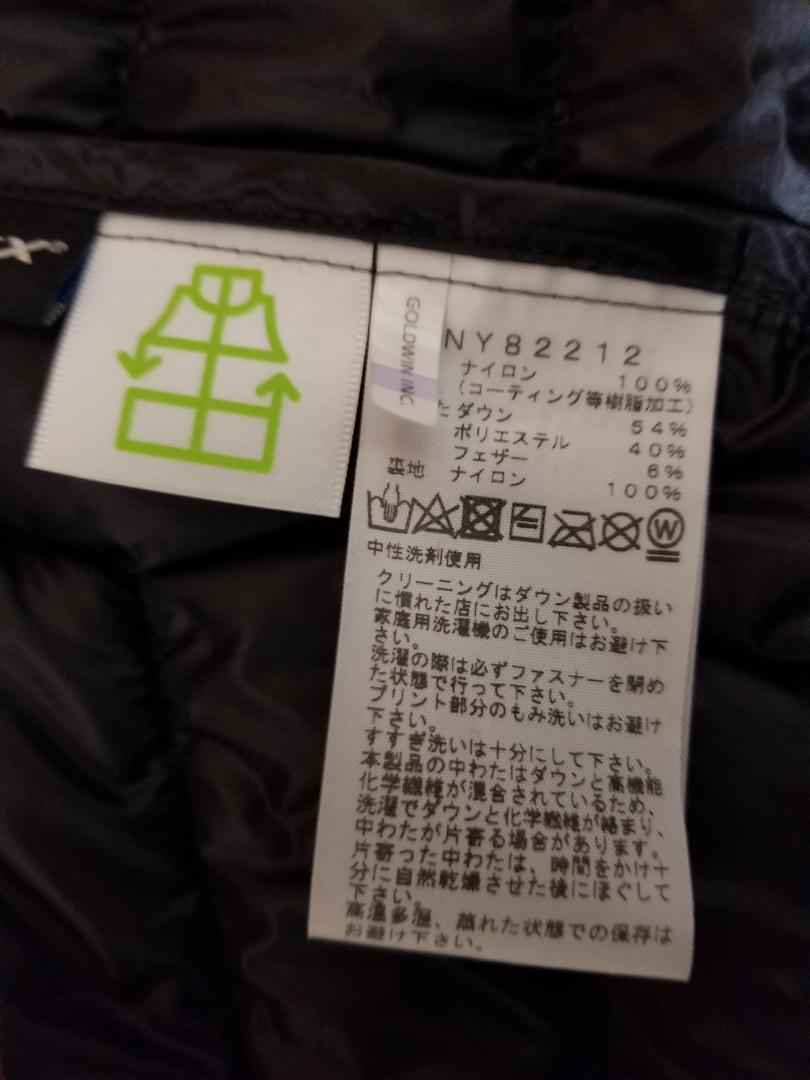 GOLDWIN INC.
NY82212
ナイロン 100%
(コーティング等樹脂加工)
た ダウン 54%
ポリエステル 40%
フェザー 6%
裏地 ナイロン 100%
W
中性洗剤使用
クリーニングはダウン製品の扱い
に慣れた店にお出し下さい。
家庭用洗濯機のご使用はお避け下
さい。
洗濯の際は必ずファスナーを閉め
た状態で行って下さい。
プリント部分のもみ洗いはお避け
下さい。
すすぎ洗いは十分にして下さい。
本製品の中わたはダウンと高機能
化学繊維が混合されているため、
洗濯でダウンと化学繊維が絡まり、
中わたが片寄る場合があります。
片寄った中わたは、時間をかけ十
分に自然乾燥させた後にほぐして
下さい。
高温多湿、蒸れた状態での保存は
お避け下さい。